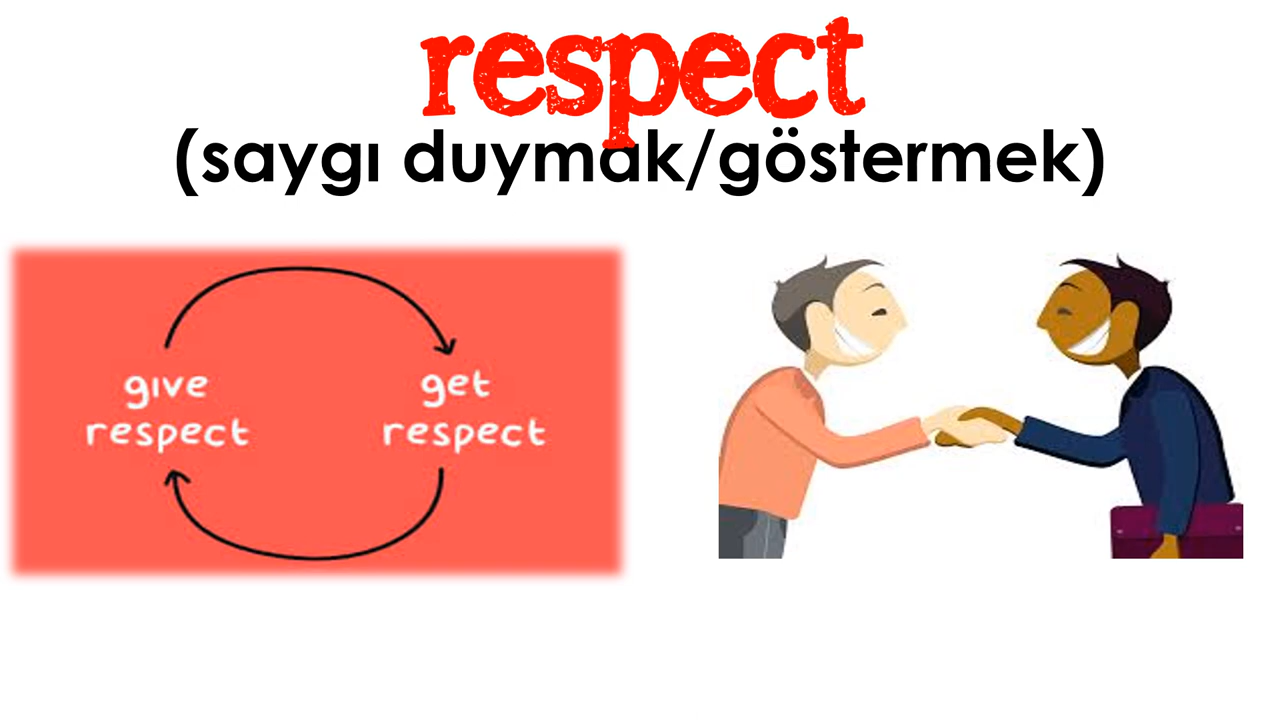 respect
(saygı duymak/göstermek)
give respect
get respect